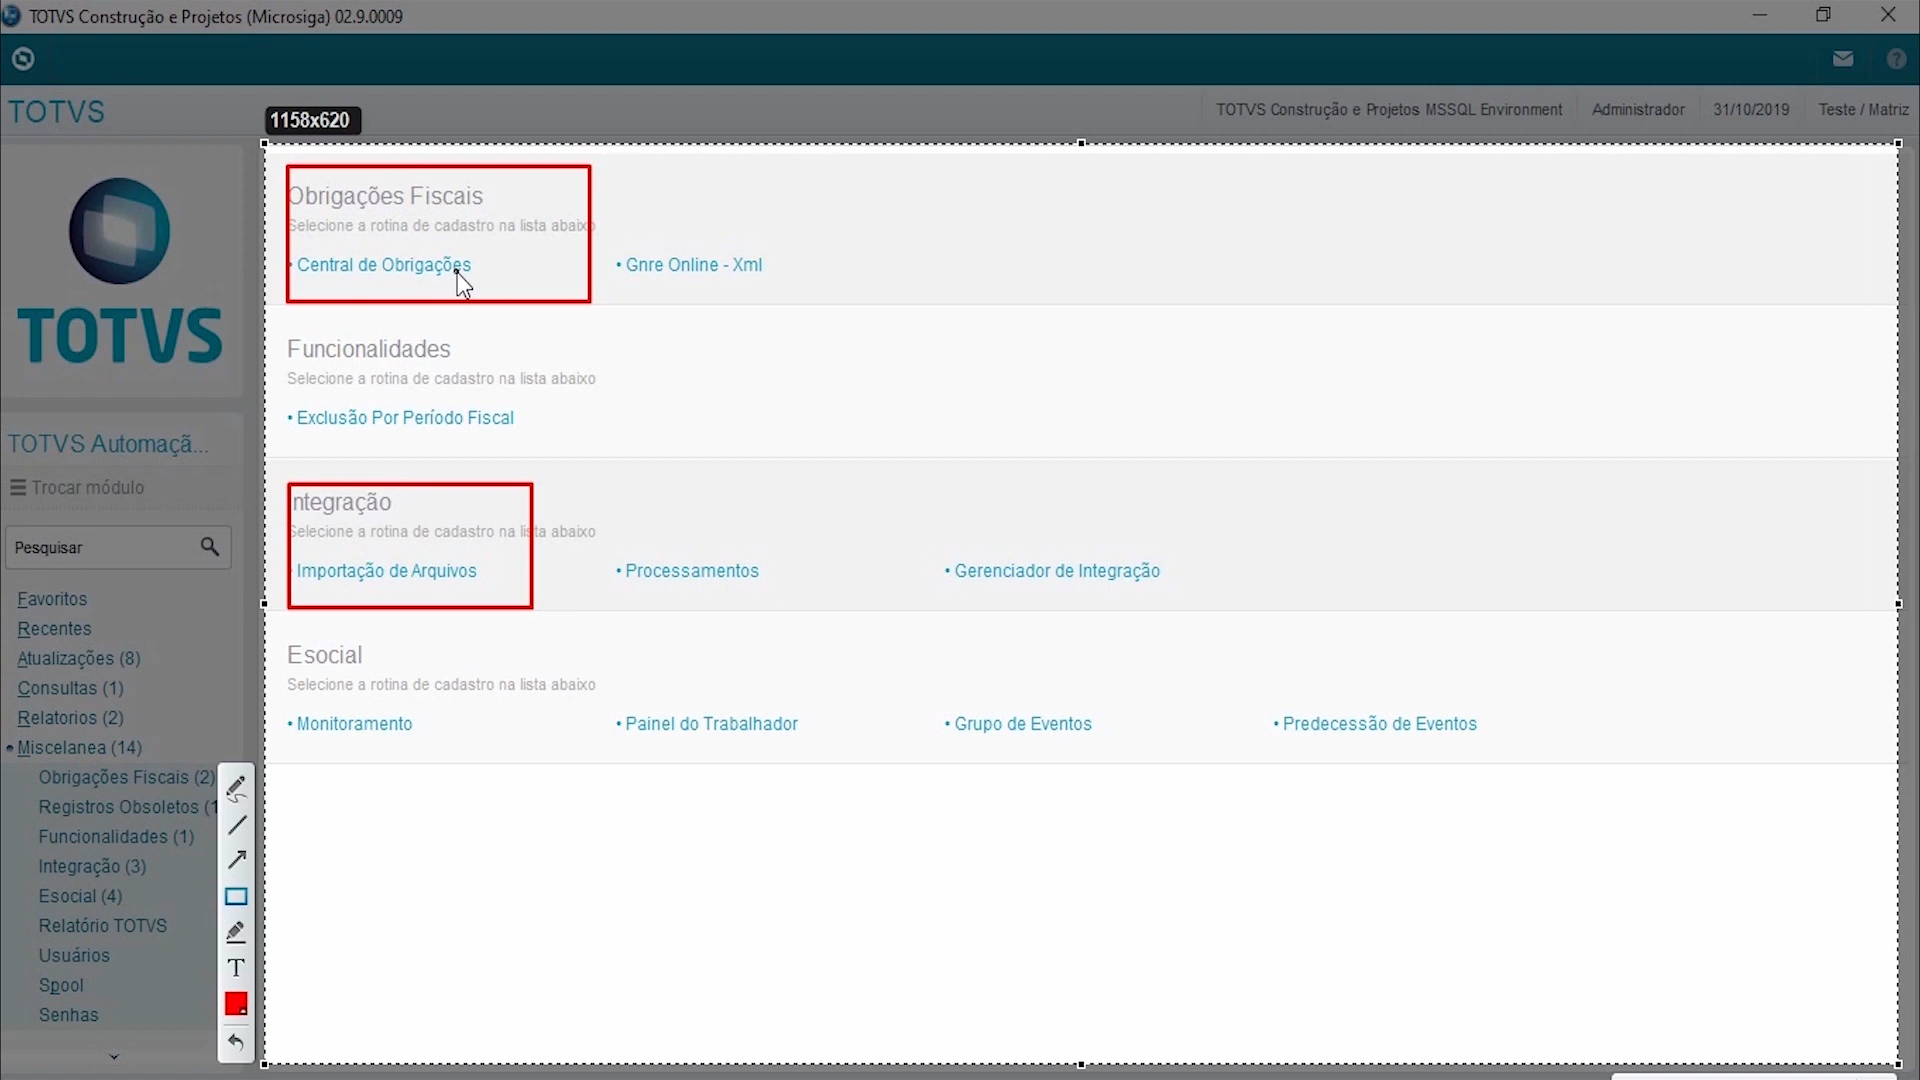 TOTVS Construção e Projetos (Microsiga) 02.9.0009
TOTVS
1158x620
TOTVS Construção e Projetos MSSQL Environment
Administrador
31/10/2019
Teste / Matriz
TOTVS
TOTVS Automaçã...
Trocar módulo
Pesquisar
Favoritos
Recentes
Atualizações (8)
Consultas (1)
Relatorios (2)
Miscelanea (14)
Obrigações Fiscais (2)
Registros Obsoletos (1
Funcionalidades (1)
Integração (3)
Esocial (4)
Relatório TOTVS
Usuários
Spool
Senhas
T
Obrigações Fiscais
Selecione a rotina de cadastro na lista abaixo
• Central de Obrigações
• Gnre Online - Xml
Funcionalidades
Selecione a rotina de cadastro na lista abaixo
• Exclusão Por Período Fiscal
Integração
Selecione a rotina de cadastro na lista abaixo
• Importação de Arquivos
• Processamentos
• Gerenciador de Integração
Esocial
Selecione a rotina de cadastro na lista abaixo
• Monitoramento
• Painel do Trabalhador
• Grupo de Eventos
• Predecessão de Eventos